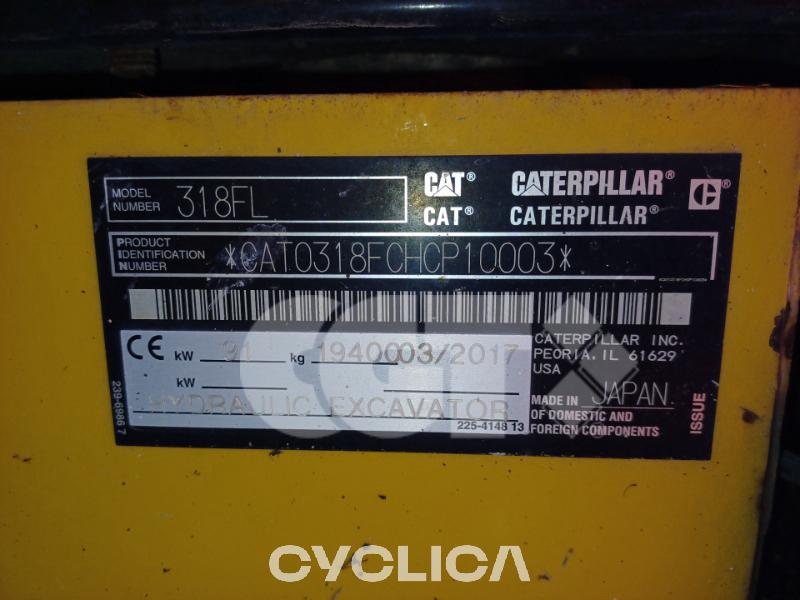 MODEL NUMBER 318FL
CAT® CATERPILLAR® C®
CAT® CATERPILLAR®
PRODUCT IDENTIFICATION NUMBER *CAT0318FCHCP10003*
CE kW 91 kg 19400 03/2017
kW
HYDRAULIC EXCAVATOR
225-4148 13
239-6986 7
CATERPILLAR INC.
PEORIA, IL 61629
USA
MADE IN JAPAN
OF DOMESTIC AND
FOREIGN COMPONENTS
ISSUE
CYCLICA